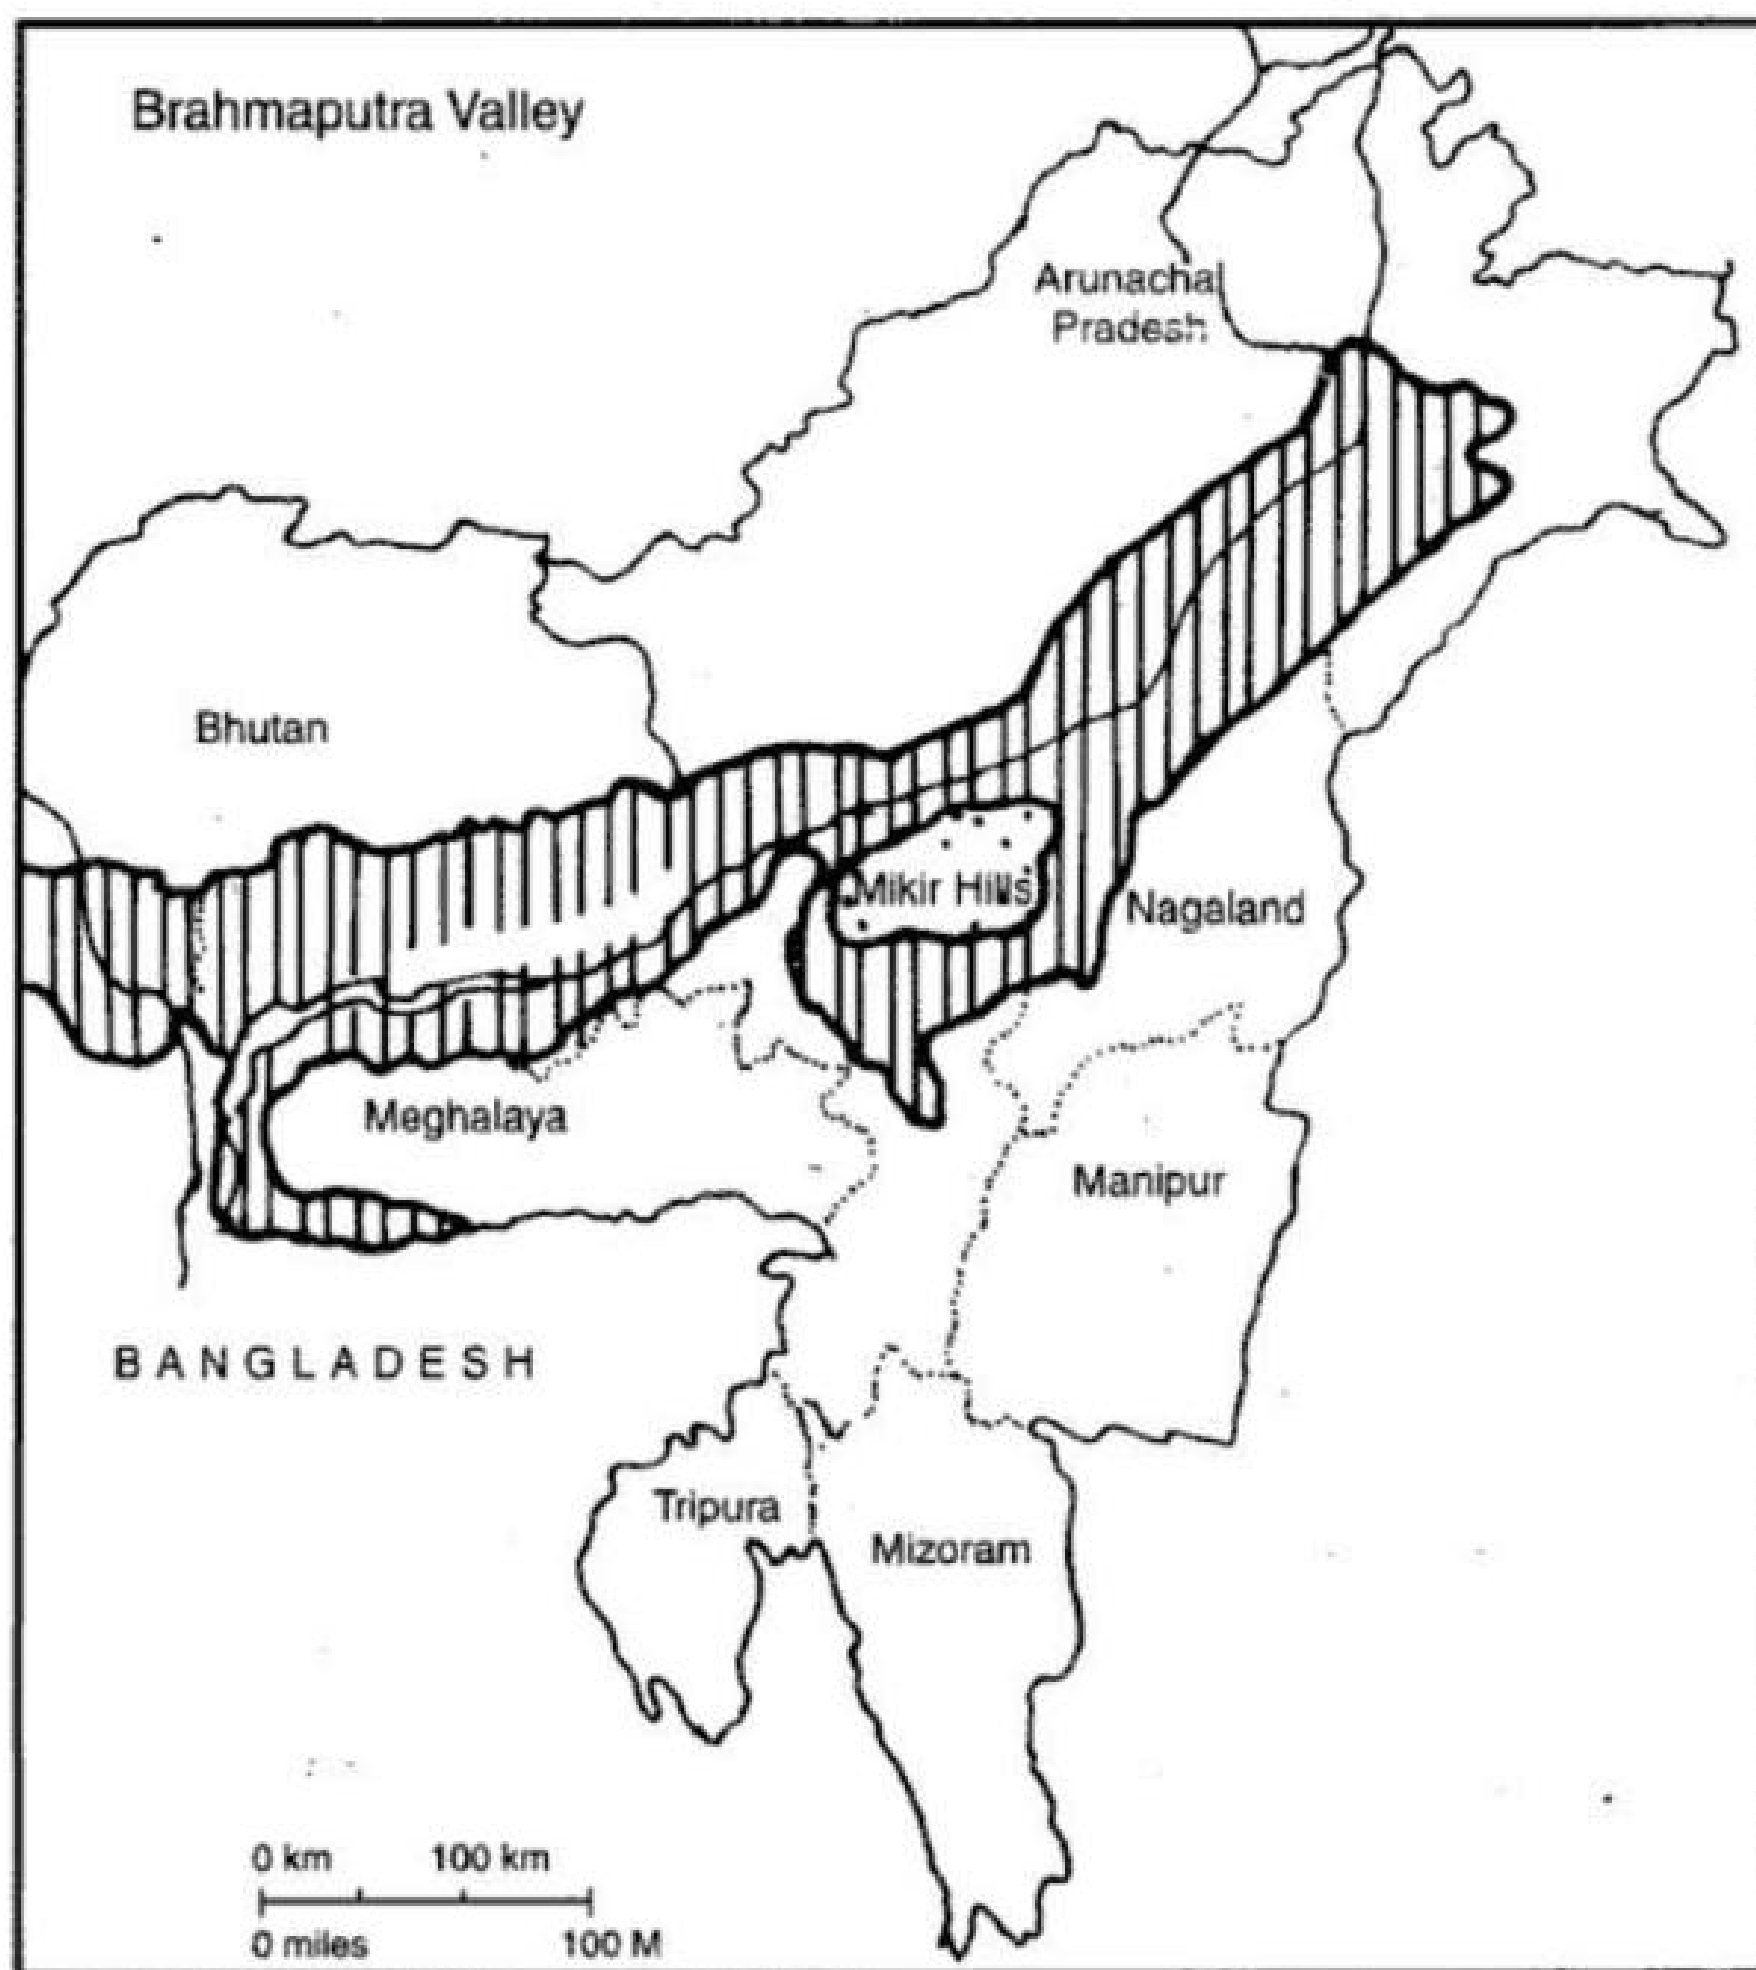 Brahmaputra Valley
Arunachal
Pradesh
Bhutan
Mikir Hills
Nagaland
Meghalaya
Manipur
BANGLADESH
Tripura
Mizoram
0 km 100 km
0 miles 100 M